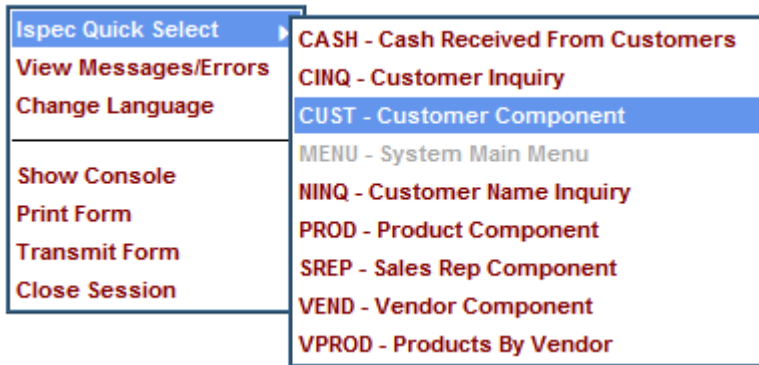 Ispec Quick Select
View Messages/Errors
Change Language
Show Console
Print Form
Transmit Form
Close Session
CASH - Cash Received From Customers
CINQ - Customer Inquiry
CUST - Customer Component
MENU - System Main Menu
NINQ - Customer Name Inquiry
PROD - Product Component
SREP - Sales Rep Component
VEND - Vendor Component
VPROD - Products By Vendor